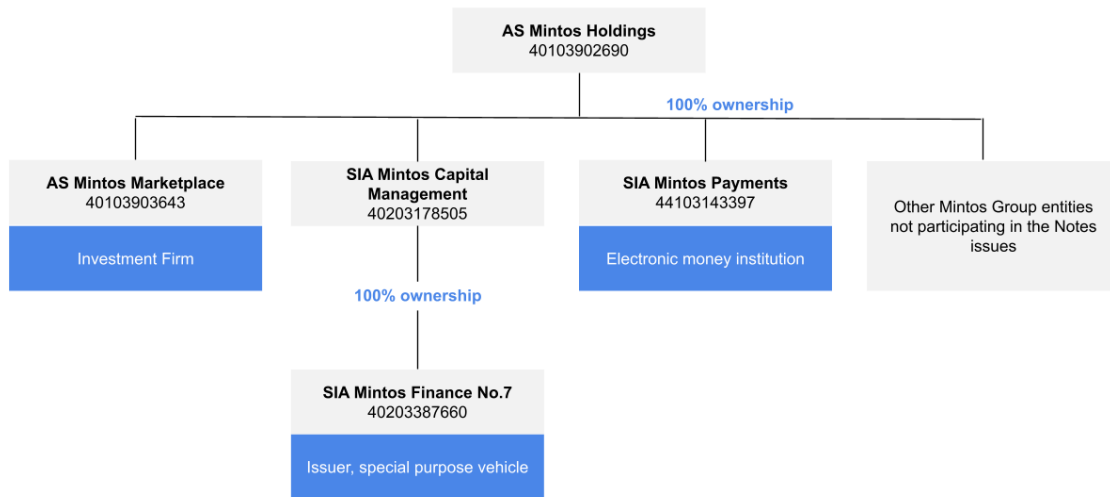 AS Mintos Holdings
40103902690
100% ownership
AS Mintos Marketplace
40103903643
Investment Firm
SIA Mintos Capital
Management
40203178505
SIA Mintos Payments
44103143397
Electronic money institution
Other Mintos Group entities
not participating in the Notes
issues
100% ownership
SIA Mintos Finance No.7
40203387660
Issuer, special purpose vehicle